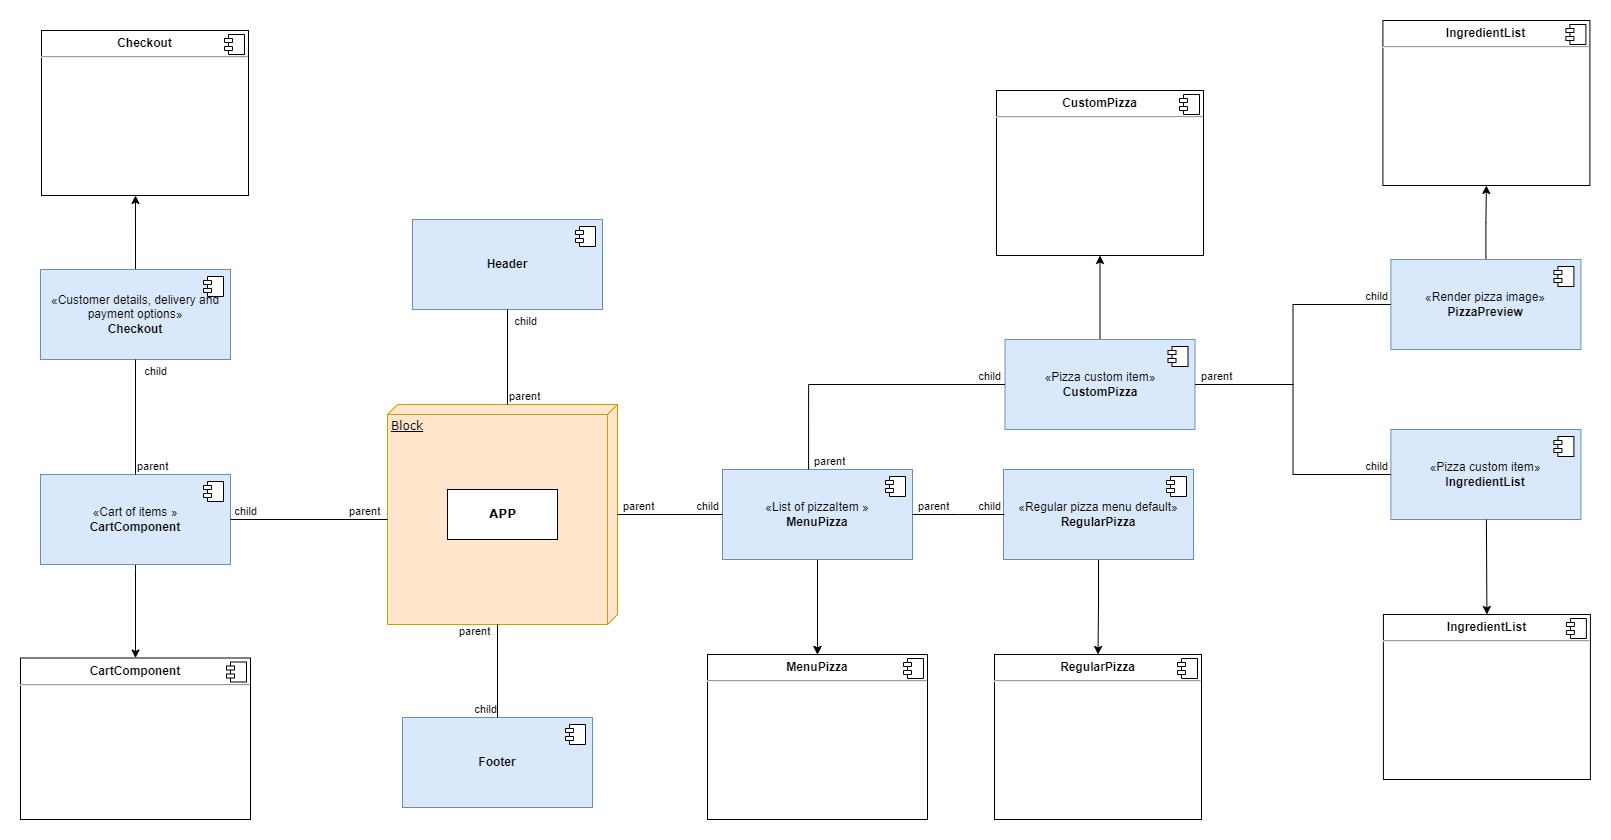 Checkout
IngredientList
CustomPizza
Header
child
parent
«Customer details, delivery and
payment options»
Checkout
child
parent
«Cart of items »
CartComponent
child
parent
CartComponent
Block
APP
parent
child
Footer
parent
child
«List of pizzaItem »
MenuPizza
parent
child
parent
child
MenuPizza
«Pizza custom item»
CustomPizza
parent
«Regular pizza menu default»
RegularPizza
RegularPizza
child
«Render pizza image»
PizzaPreview
child
«Pizza custom item»
IngredientList
IngredientList